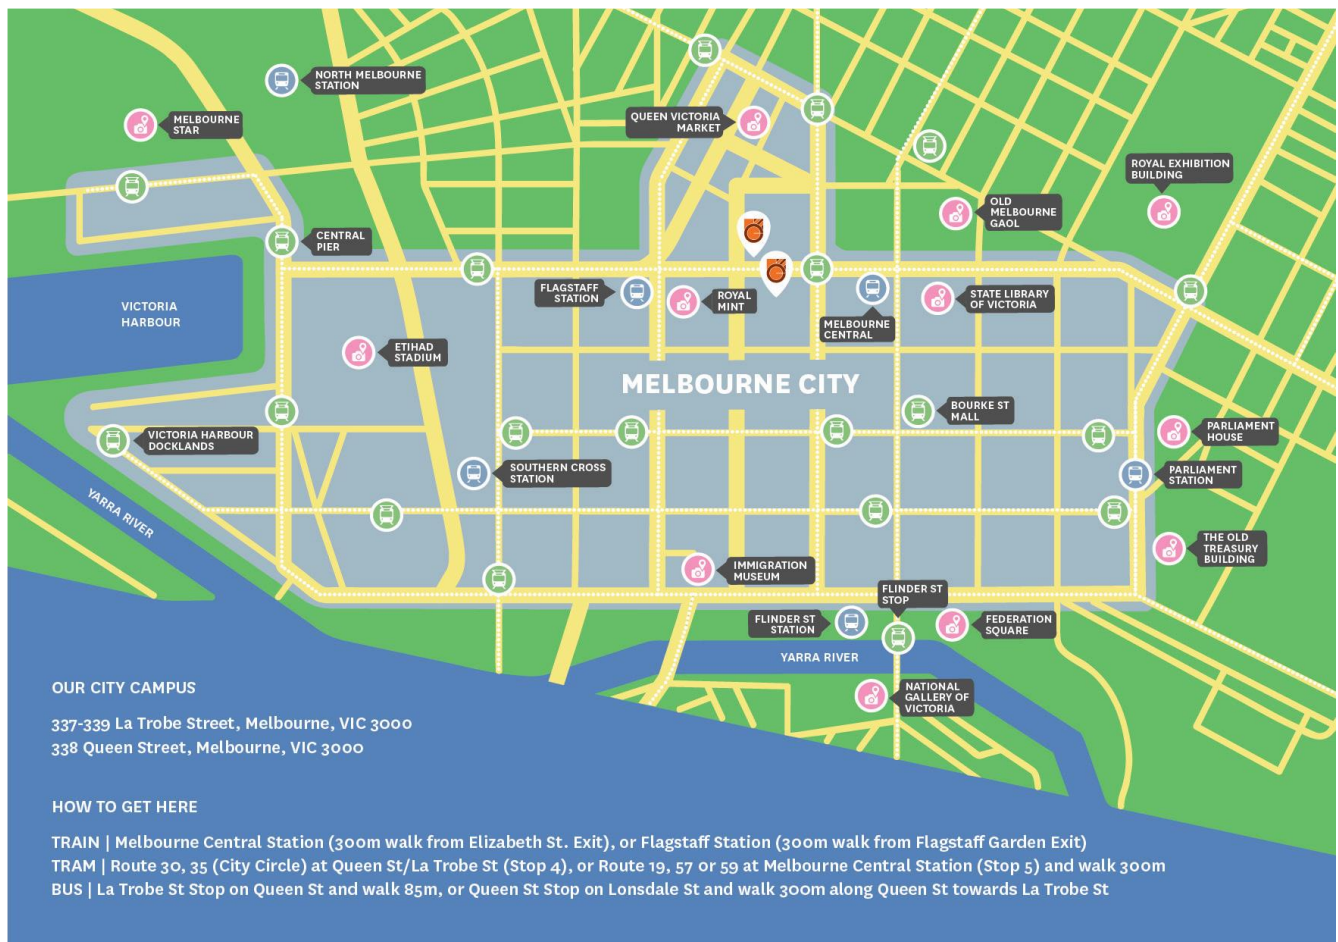 NORTH MELBOURNE
STATION
MELBOURNE
STAR
QUEEN VICTORIA
MARKET
ROYAL EXHIBITION
BUILDING
OLD
MELBOURNE
GAOL
CENTRAL
PIER
FLAGSTAFF
STATION
ROYAL
MINT
MELBOURNE
CENTRAL
STATE LIBRARY
OF VICTORIA
VICTORIA
HARBOUR
ETIHAD
STADIUM
MELBOURNE CITY
BOURKE ST
MALL
VICTORIA HARBOUR
DOCKLANDS
PARLIAMENT
HOUSE
SOUTHERN CROSS
STATION
PARLIAMENT
STATION
YARRA RIVER
THE OLD
TREASURY
BUILDING
IMMIGRATION
MUSEUM
FLINDER ST
STOP
FLINDER ST
STATION
FEDERATION
SQUARE
YARRA RIVER
NATIONAL
GALLERY OF
VICTORIA
OUR CITY CAMPUS
337-339 La Trobe Street, Melbourne, VIC 3000
338 Queen Street, Melbourne, VIC 3000
HOW TO GET HERE
TRAIN | Melbourne Central Station (300m walk from Elizabeth St. Exit), or Flagstaff Station (300m walk from Flagstaff Garden Exit)
TRAM | Route 30, 35 (City Circle) at Queen St/La Trobe St (Stop 4), or Route 19, 57 or 59 at Melbourne Central Station (Stop 5) and walk 300m
BUS | La Trobe St Stop on Queen St and walk 85m, or Queen St Stop on Lonsdale St and walk 300m along Queen St towards La Trobe St